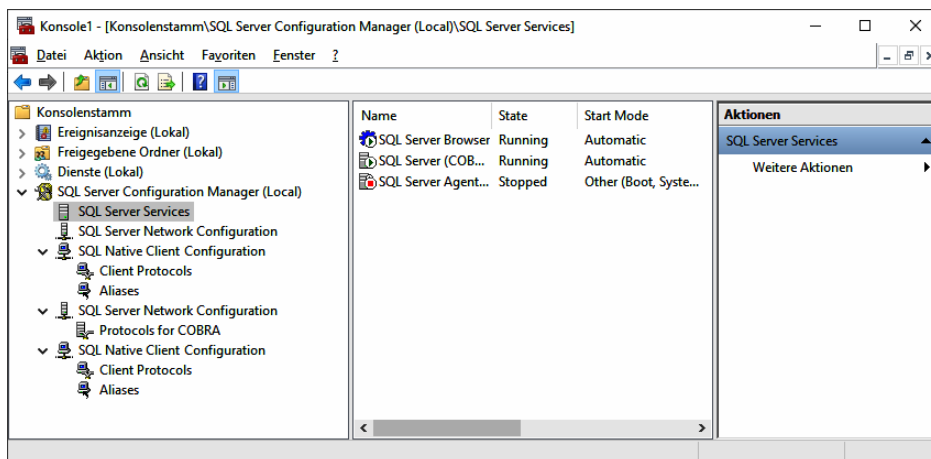 Konsole1 - [Konsolenstamm\SQL Server Configuration Manager (Local)\SQL Server Services]
Datei Aktion Ansicht Favoriten Fenster ?
Konsolenstamm
Ereignisanzeige (Lokal)
Freigegebene Ordner (Lokal)
Dienste (Lokal)
SQL Server Configuration Manager (Local)
SQL Server Services
SQL Server Network Configuration
SQL Native Client Configuration
Client Protocols
Aliases
SQL Server Network Configuration
Protocols for COBRA
SQL Native Client Configuration
Client Protocols
Aliases
Name State Start Mode
SQL Server Browser Running Automatic
SQL Server (COB... Running Automatic
SQL Server Agent... Stopped Other (Boot, Syste...
Aktionen
SQL Server Services
Weitere Aktionen